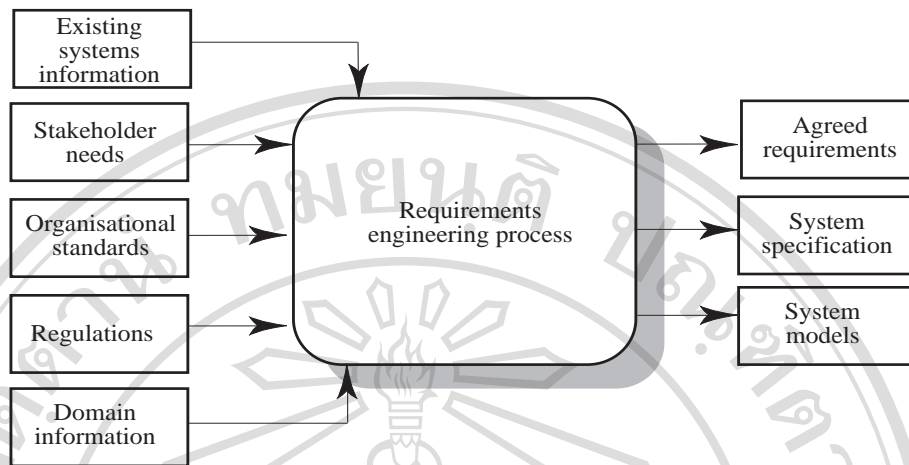 Existing
systems
information
Stakeholder
needs
Organisational
standards
Regulations
Domain
information
Requirements
engineering process
Agreed
requirements
System
specification
System
models